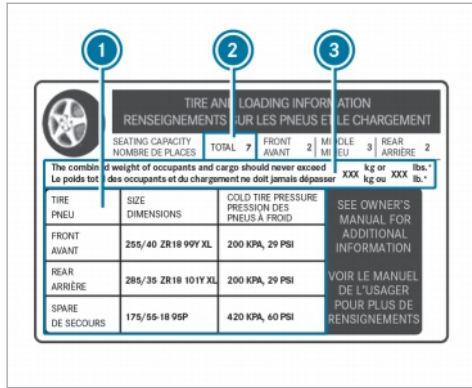 1 2 3
TIRE AND LOADING INFORMATION
RENSEIGNEMENTS SUR LES PNEUS ET LE CHARGEMENT
SEATING CAPACITY TOTAL 7 FRONT 2 MIDDLE 3 REAR 2
NOMBRE DE PLACES AVANT MILIEU ARRIÈRE
The combined weight of occupants and cargo should never exceed XXX kg or XXX lbs.*
Le poids total des occupants et du chargement ne doit jamais dépasser kg ou lb.*
TIRE
PNEU
SIZE
DIMENSIONS
COLD TIRE PRESSURE
PRESSION DES
PNEUS À FROID
FRONT
AVANT
255/40 ZR18 99Y XL
200 KPA, 29 PSI
REAR
ARRIÈRE
285/35 ZR18 101Y XL
200 KPA, 29 PSI
SPARE
DE SECOURS
175/55-18 95P
420 KPA, 60 PSI
SEE OWNER'S
MANUAL FOR
ADDITIONAL
INFORMATION
VOIR LE MANUEL
DE L'USAGER
POUR PLUS DE
RENSIGNEMENTS